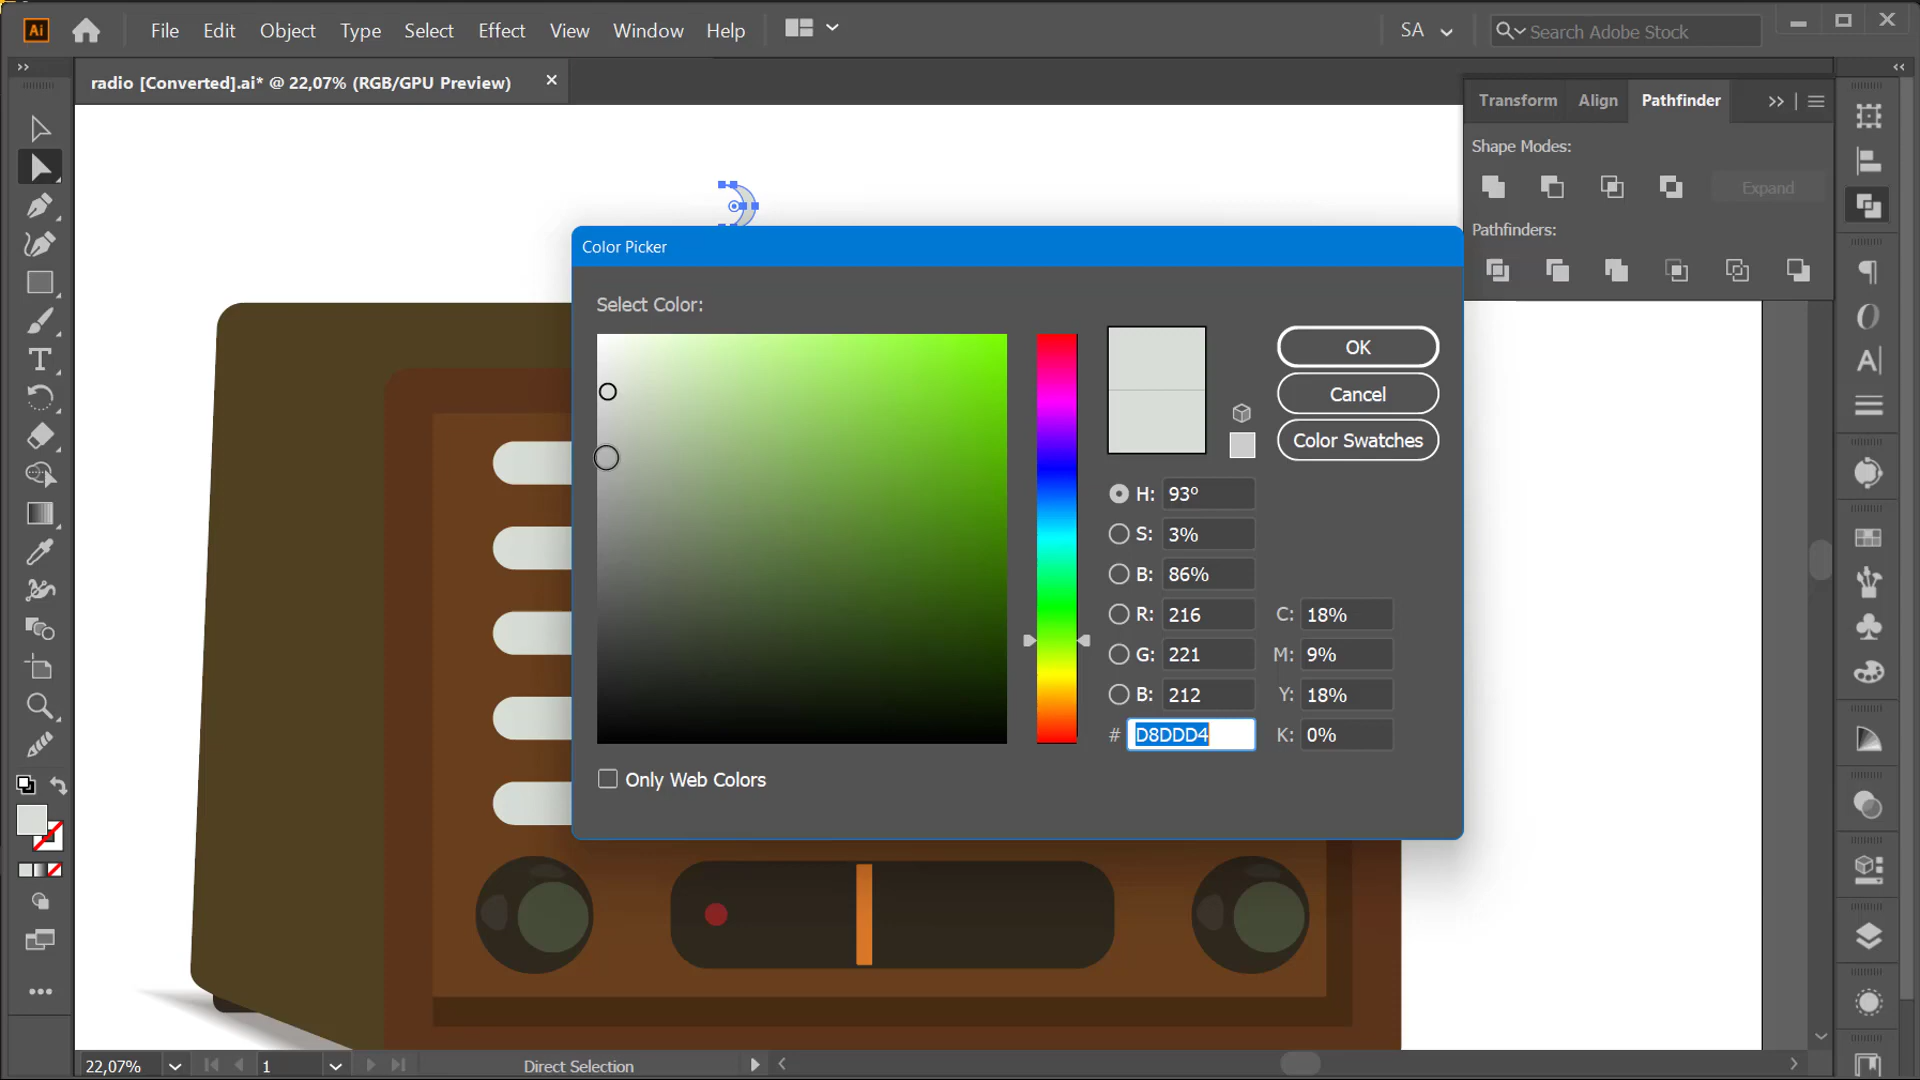 Ai File Edit Object Type Select Effect View Window Help SA Search Adobe Stock
radio [Converted].ai* @ 22,07% (RGB/GPU Preview)
Transform Align Pathfinder
Shape Modes:
Expand
Pathfinders:
Color Picker
Select Color:
OK
Cancel
Color Swatches
H: 93º
S: 3%
B: 86%
R: 216 C: 18%
G: 221 M: 9%
B: 212 Y: 18%
# D8DDD4 K: 0%
Only Web Colors
22,07% 1 Direct Selection